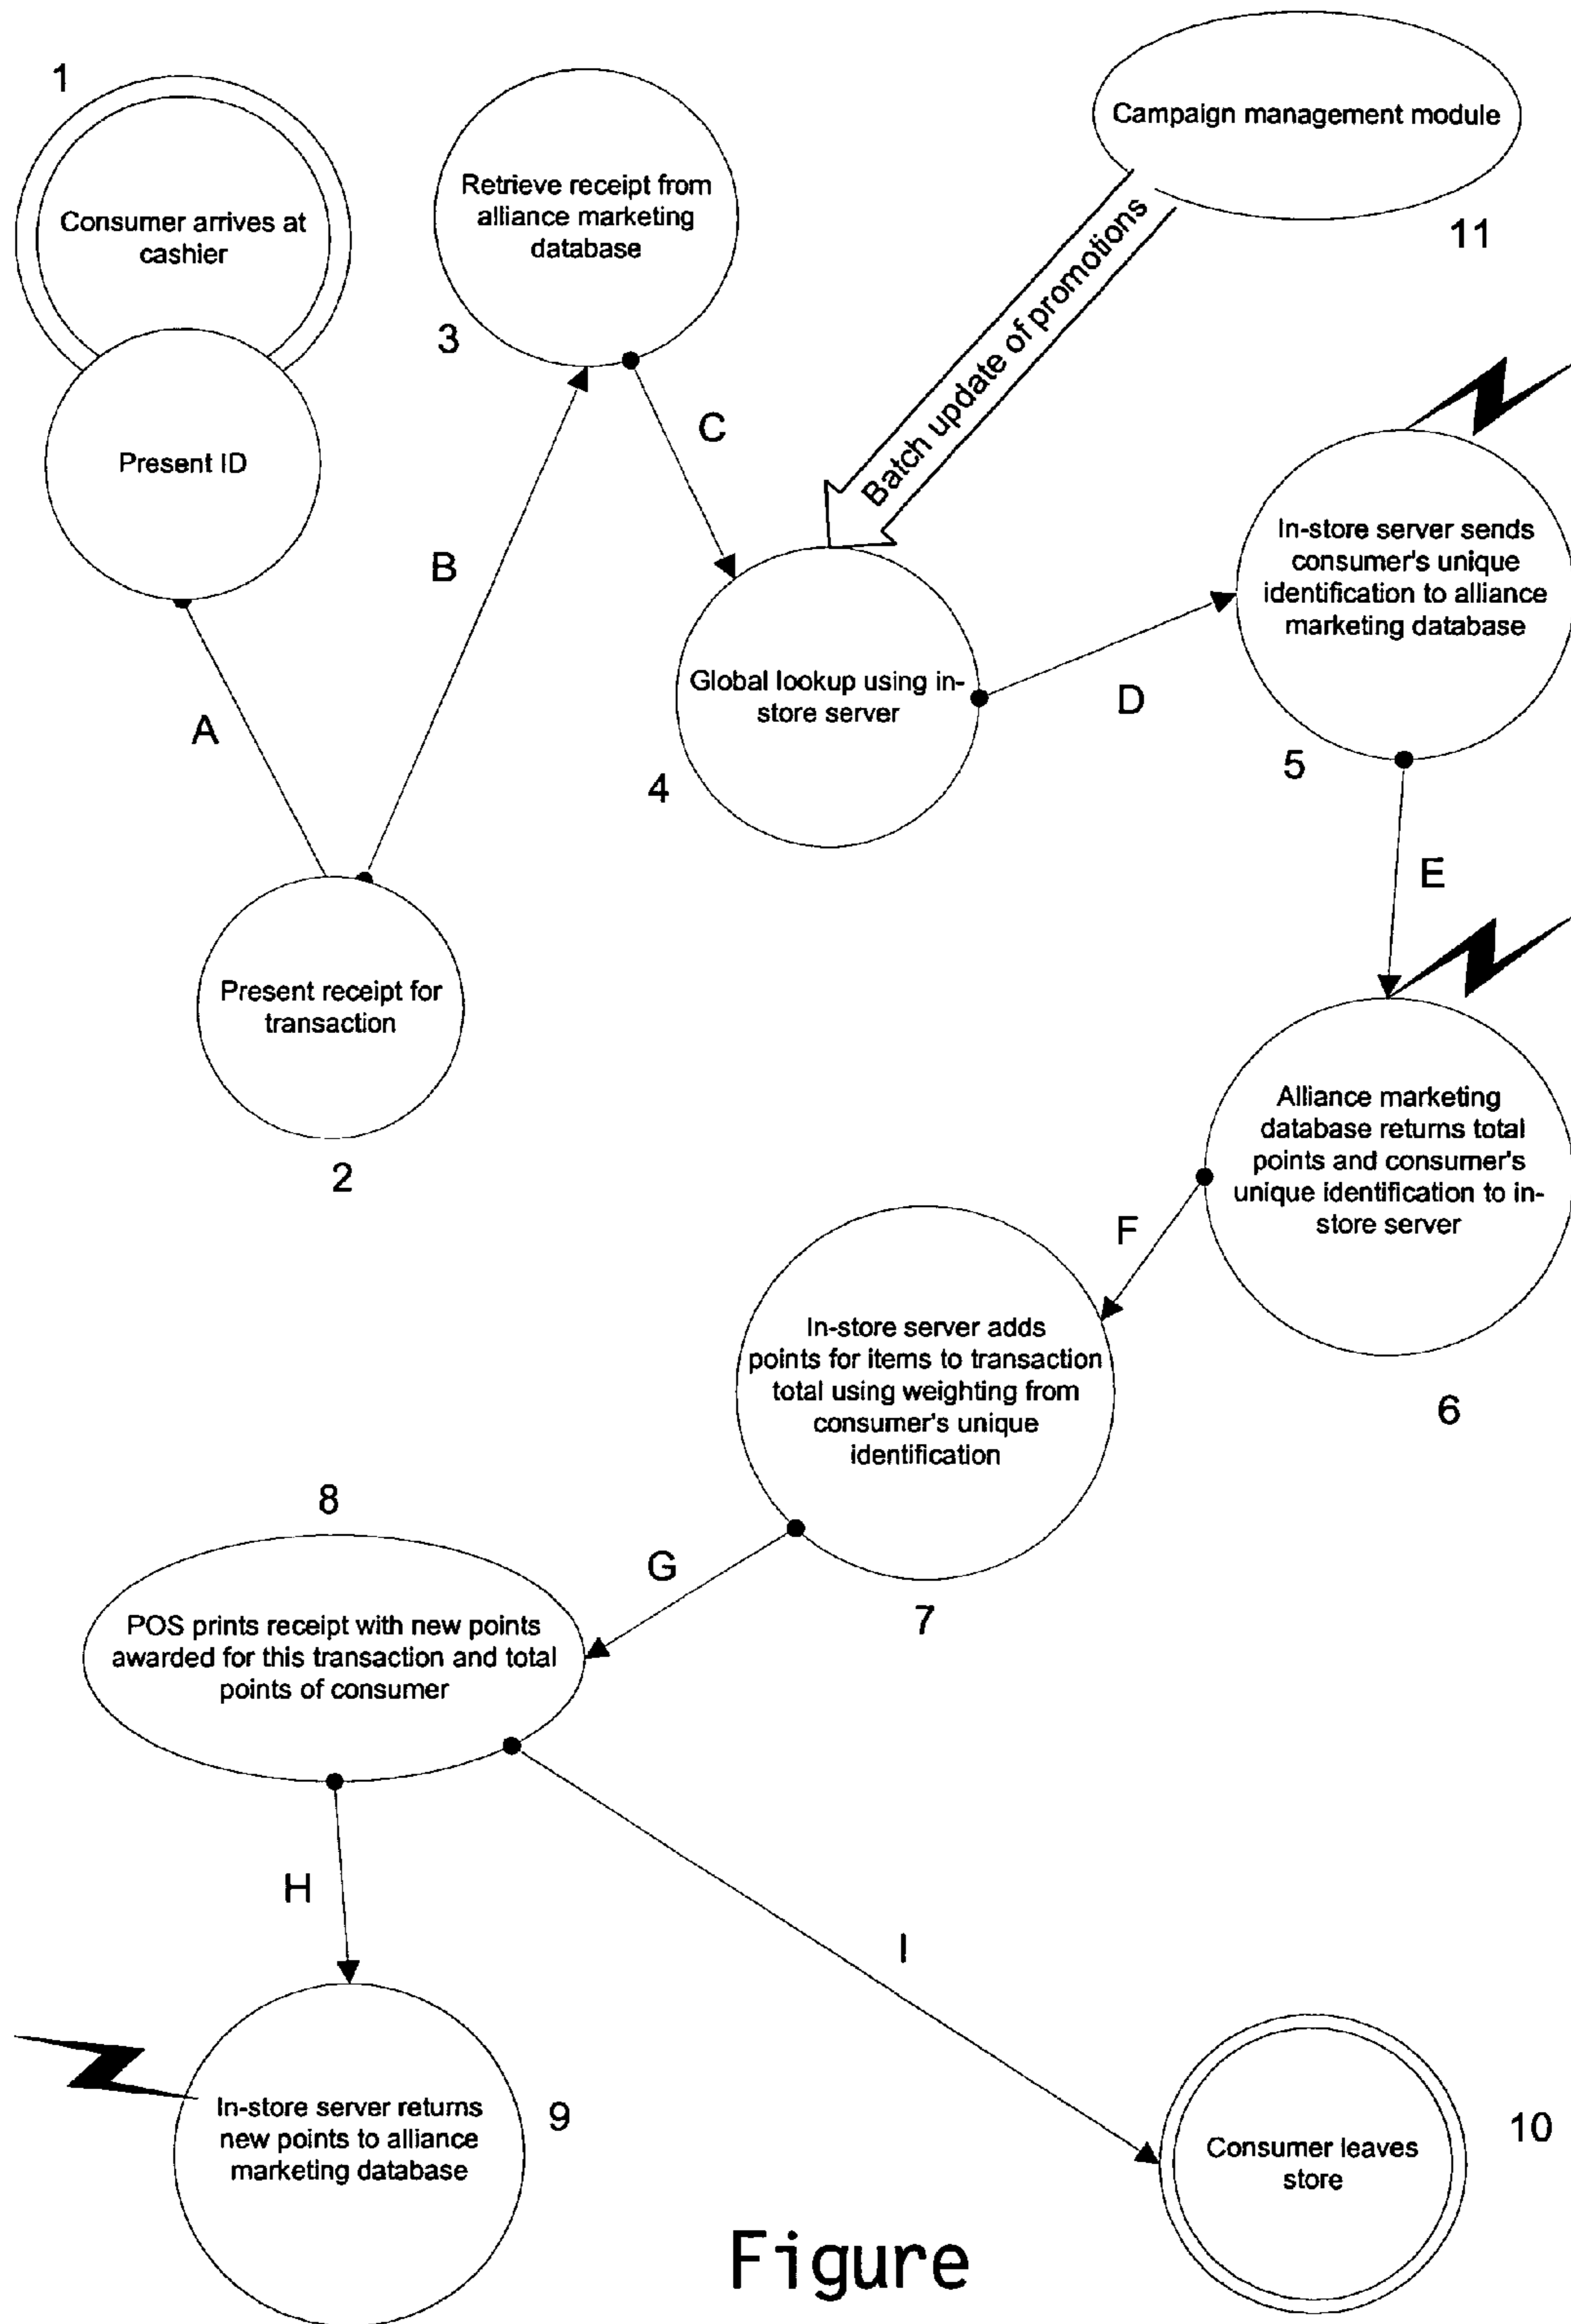 1
Consumer arrives at
cashier
Present ID
A
Present receipt for
transaction
2
B
Retrieve receipt from
alliance marketing
database
3
C
Campaign management module
11
Batch update of promotions
Global lookup using in-
store server
4
D
In-store server sends
consumer's unique
identification to alliance
marketing database
5
E
Alliance marketing
database returns total
points and consumer's
unique identification to in-
store server
6
F
In-store server adds
points for items to transaction
total using weighting from
consumer's unique
identification
7
G
8
POS prints receipt with new points
awarded for this transaction and total
points of consumer
H
In-store server returns
new points to alliance
marketing database
9
I
Consumer leaves
store
10
Figure